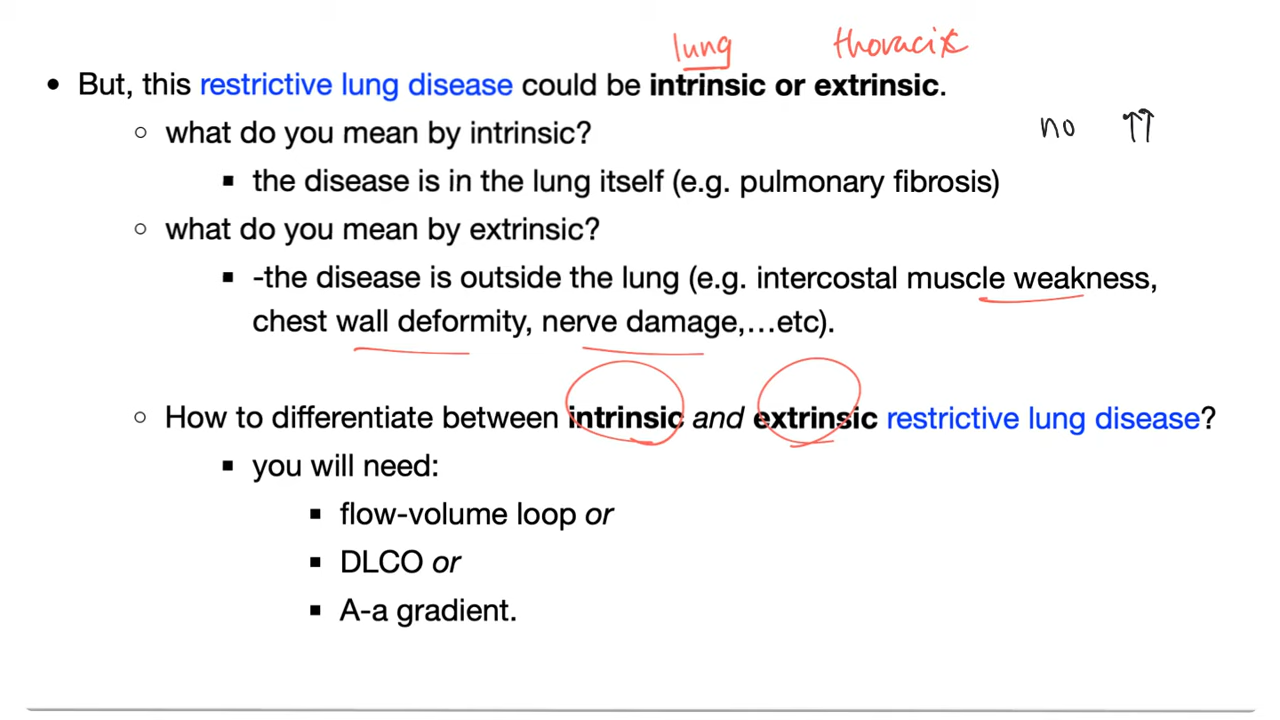 lung thoracic
• But, this restrictive lung disease could be intrinsic or extrinsic.
no ↑↑
○ what do you mean by intrinsic?
▪ the disease is in the lung itself (e.g. pulmonary fibrosis)
○ what do you mean by extrinsic?
▪ -the disease is outside the lung (e.g. intercostal muscle weakness,
chest wall deformity, nerve damage,…etc).
○ How to differentiate between intrinsic and extrinsic restrictive lung disease?
▪ you will need:
▪ flow-volume loop or
▪ DLCO or
▪ A-a gradient.